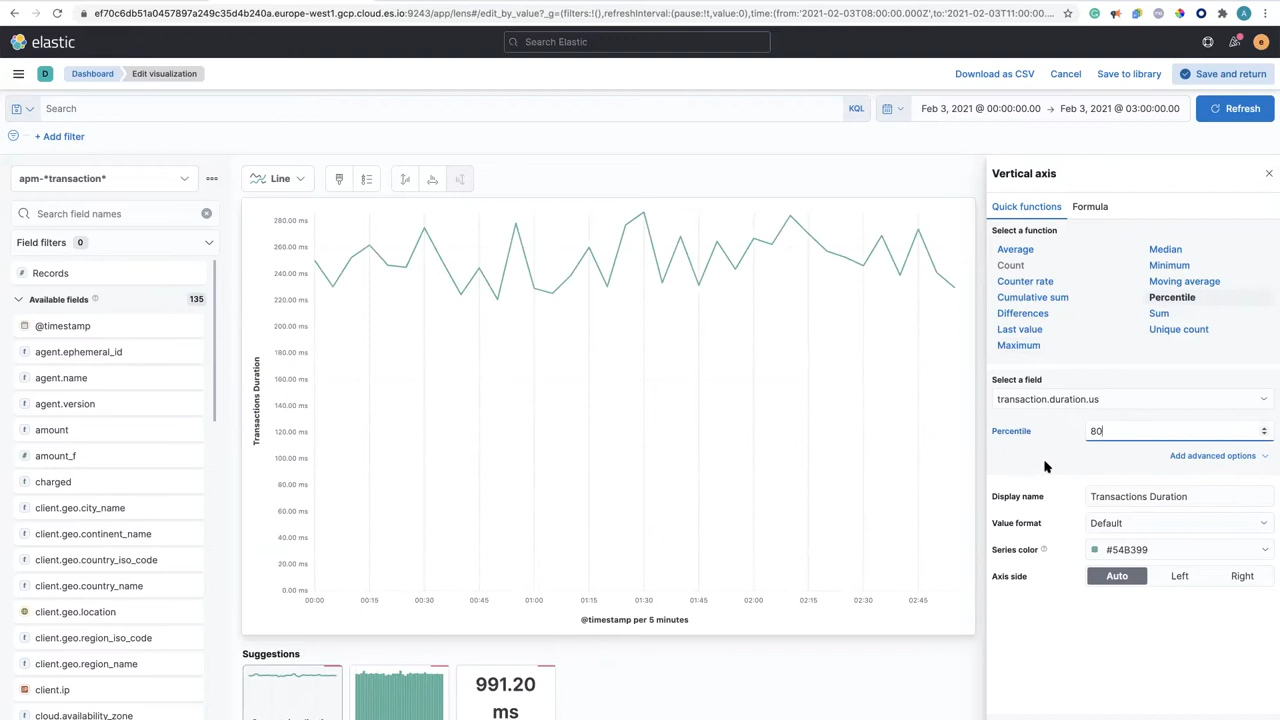 ef70c6db51a0457897a249c35d4b240a.europe-west1.gcp.cloud.es.io:9243/app/lens#/edit_by_value?_g=(filters:!(),refreshInterval:(pause:!t,value:0),time:(from:'2021-02-03T08:00:00.000Z',to:'2021-02-03T11:00:00....
A
elastic
Search Elastic
e
D
Dashboard
Edit visualization
Download as CSV
Cancel
Save to library
Save and return
Search
KQL
Feb 3, 2021 @ 00:00:00.00 → Feb 3, 2021 @ 03:00:00.00
Refresh
+ Add filter
apm-*transaction*
Search field names
Field filters 0
# Records
Available fields 135
@timestamp
t agent.ephemeral_id
t agent.name
t agent.version
t amount
# amount_f
t charged
t client.geo.city_name
t client.geo.continent_name
t client.geo.country_iso_code
t client.geo.country_name
client.geo.location
t client.geo.region_iso_code
t client.geo.region_name
client.ip
t cloud.availability_zone
Line
Transactions Duration
280.00 ms
260.00 ms
240.00 ms
220.00 ms
200.00 ms
180.00 ms
160.00 ms
140.00 ms
120.00 ms
100.00 ms
80.00 ms
60.00 ms
40.00 ms
20.00 ms
0.00 ms
00:00 00:15 00:30 00:45 01:00 01:15 01:30 01:45 02:00 02:15 02:30 02:45
@timestamp per 5 minutes
Suggestions
991.20
ms
Vertical axis
Quick functions Formula
Select a function
Average Median
Count Minimum
Counter rate Moving average
Cumulative sum Percentile
Differences Sum
Last value Unique count
Maximum
Select a field
transaction.duration.us
Percentile 80
Add advanced options
Display name Transactions Duration
Value format Default
Series color #54B399
Axis side Auto Left Right